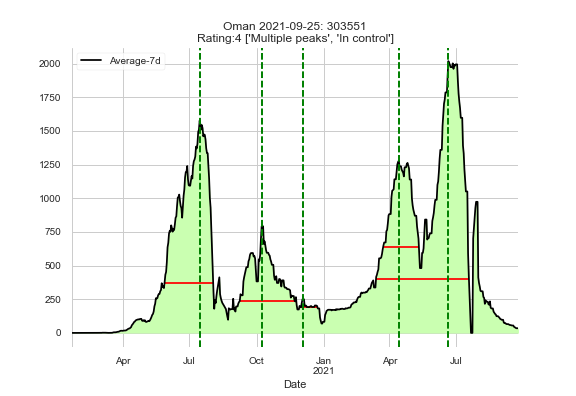 Oman 2021-09-25: 303551
Rating:4 ['Multiple peaks', 'In control']
Average-7d
2000
1750
1500
1250
1000
750
500
250
0
Apr
Jul
Oct
Jan
2021
Apr
Jul
Date